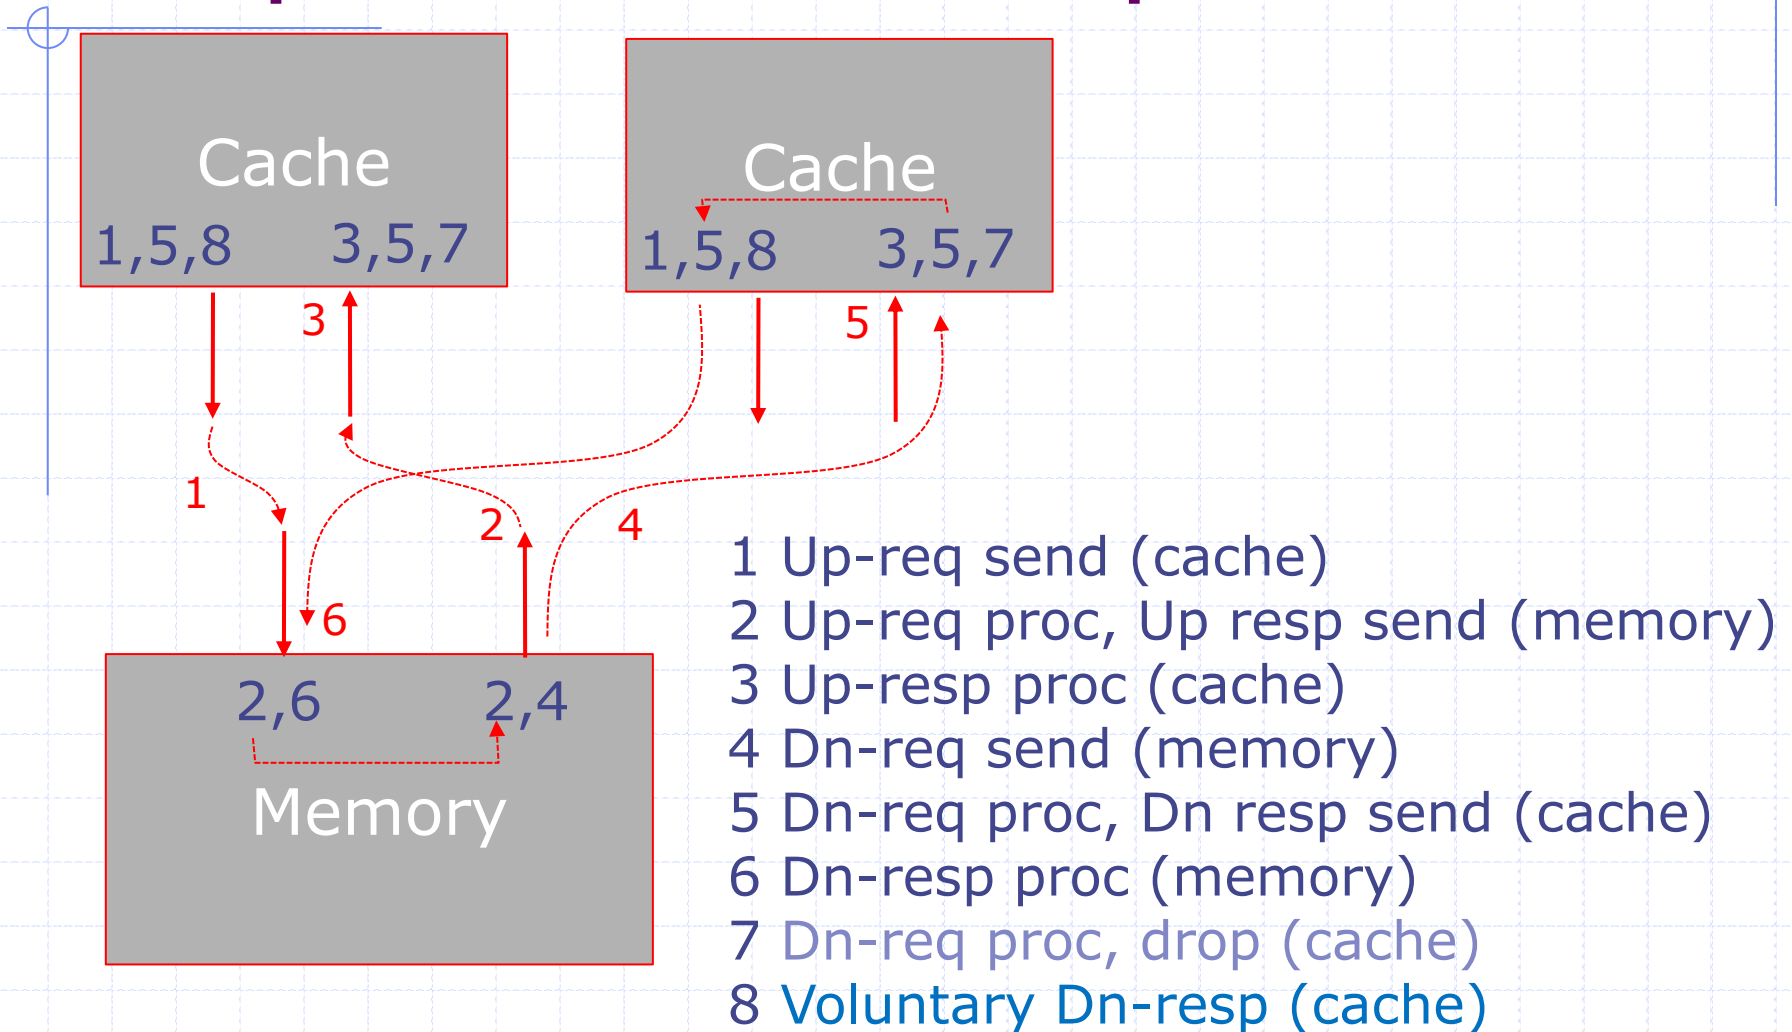 Cache
Cache
1,5,8 3,5,7
1,5,8 3,5,7
3
5
1
2
4
6
2,6 2,4
Memory
1 Up-req send (cache)
2 Up-req proc, Up resp send (memory)
3 Up-resp proc (cache)
4 Dn-req send (memory)
5 Dn-req proc, Dn resp send (cache)
6 Dn-resp proc (memory)
7 Dn-req proc, drop (cache)
8 Voluntary Dn-resp (cache)